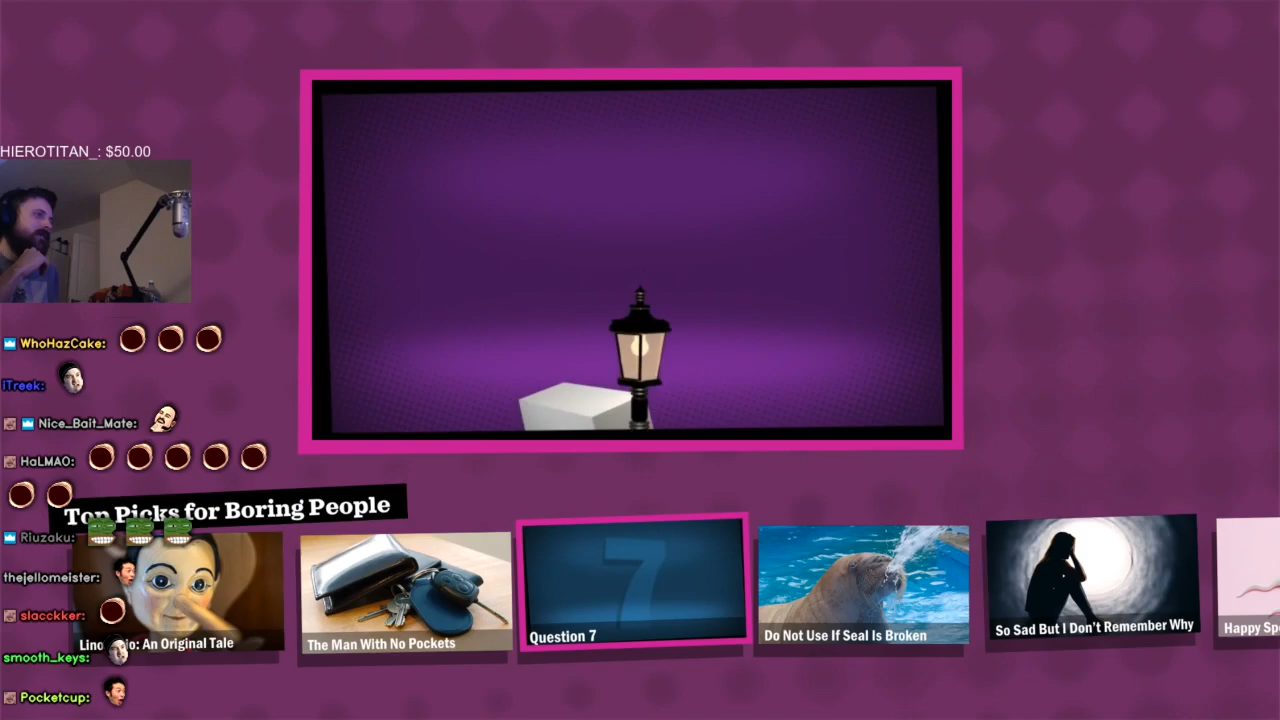 HIEROTITAN_: $50.00
WhoHazCake:
iTreek:
Nice_Bait_Mate:
HaLMAO:
Top Picks for Boring People
Riuzaku:
7
thejellomeister:
slacckker:
Question 7
Do Not Use If Seal Is Broken
So Sad But I Don't Remember Why
The Man With No Pockets
An Original Tale
smooth_keys:
Pocketcup: